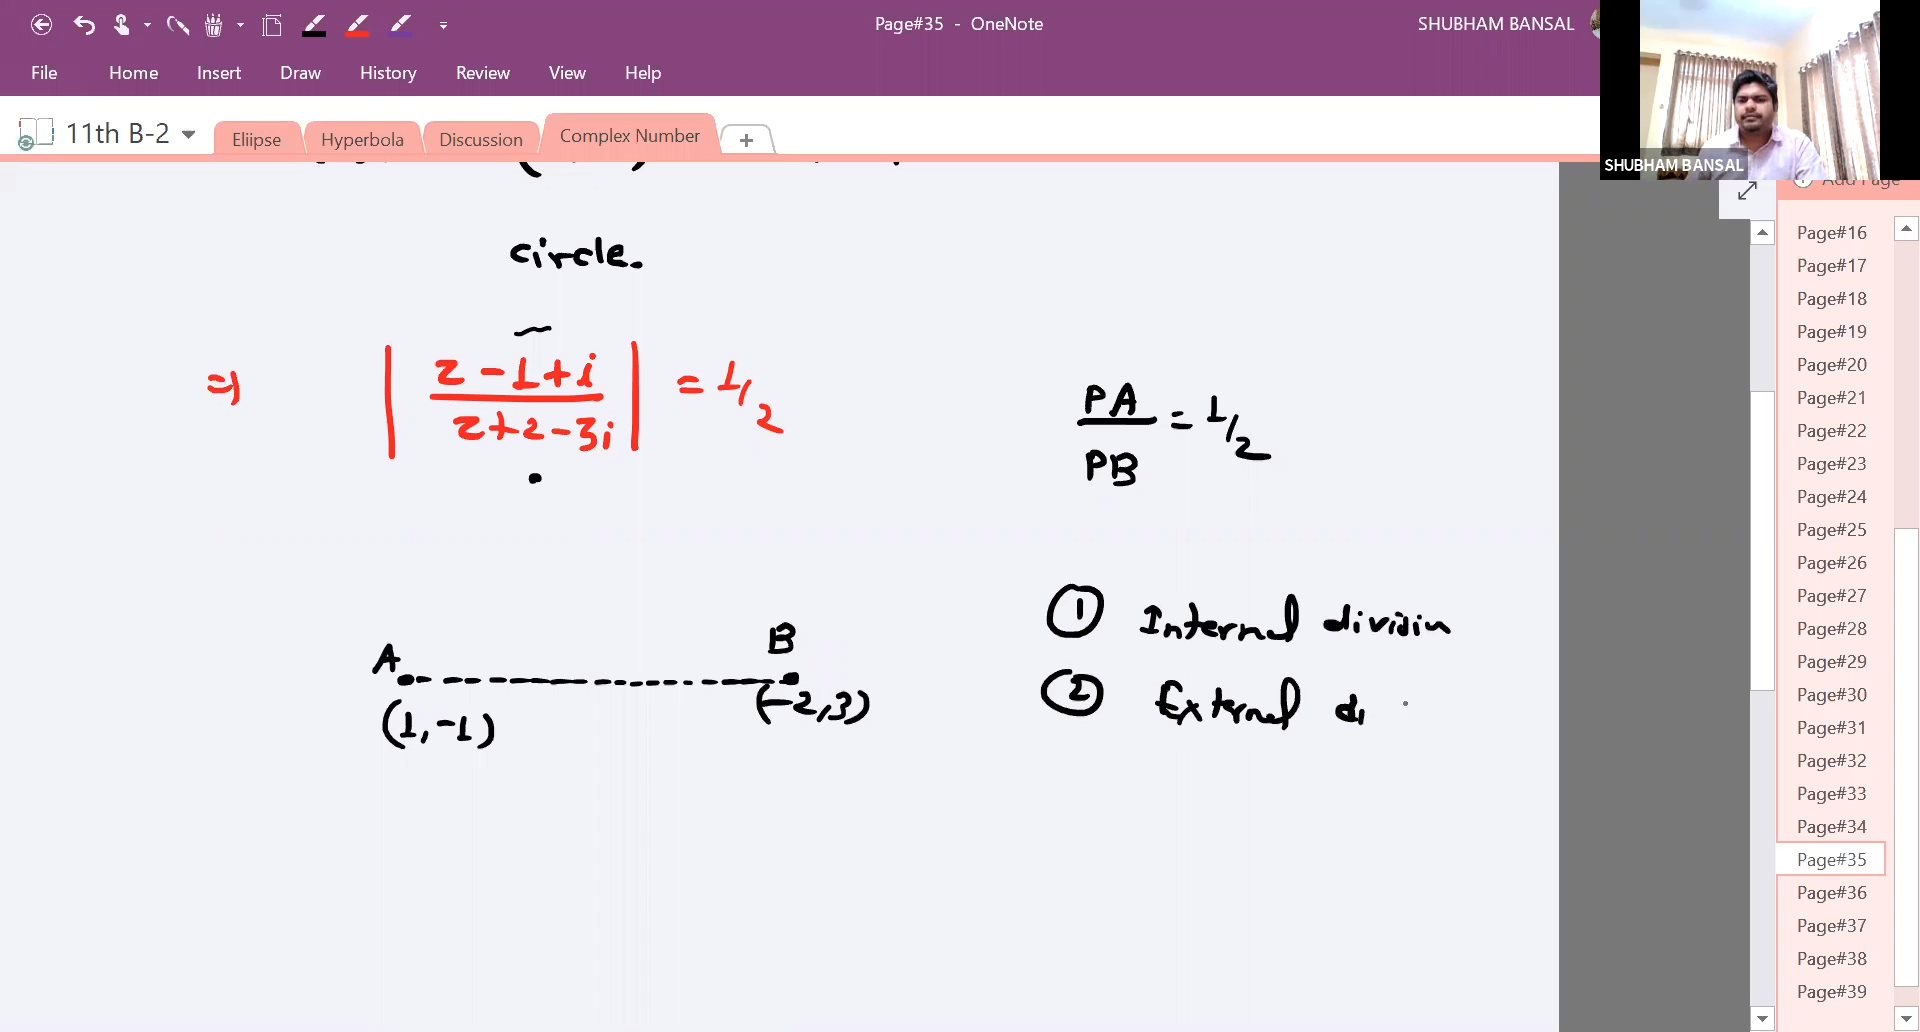 Page#35 - OneNote
SHUBHAM BANSAL
File Home Insert Draw History Review View Help
SHUBHAM BANSAL
11th B-2
Eliipse
Hyperbola
Discussion
Complex Number
Add Page
Page#16
Page#17
Page#18
Page#19
Page#20
Page#21
Page#22
Page#23
Page#24
Page#25
Page#26
Page#27
Page#28
Page#29
Page#30
Page#31
Page#32
Page#33
Page#34
Page#35
Page#36
Page#37
Page#38
Page#39
circle.
⇒ | (z-1+i)/(z+2-3i) | = 1/2
PA/PB = 1/2
A B
(1,-1) (-2,3)
① Internal dividin
② External di